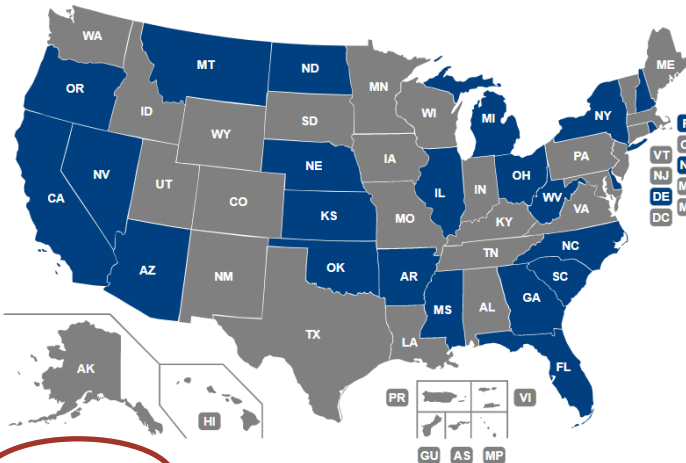 WA
MT
ND
MN
ME
OR
ID
SD
WI
MI
NY
WY
VT
NJ
DE
DC
NV
NE
IA
PA
CA
UT
CO
IL
IN
OH
WV
VA
KS
MO
KY
AZ
NM
OK
AR
TN
NC
SC
MS
AL
GA
TX
LA
FL
AK
HI
PR
VI
GU
AS
MP